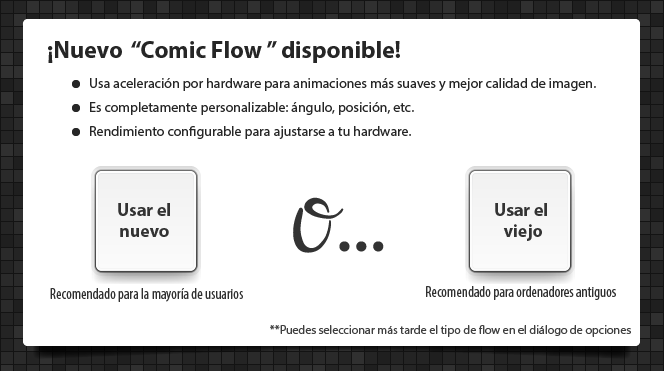 ¡Nuevo “Comic Flow ” disponible!
● Usa aceleración por hardware para animaciones más suaves y mejor calidad de imagen.
● Es completamente personalizable: ángulo, posición, etc.
● Rendimiento configurable para ajustarse a tu hardware.
Usar el
nuevo
o...
Usar el
viejo
Recomendado para la mayoría de usuarios
Recomendado para ordenadores antiguos
**Puedes seleccionar más tarde el tipo de flow en el diálogo de opciones